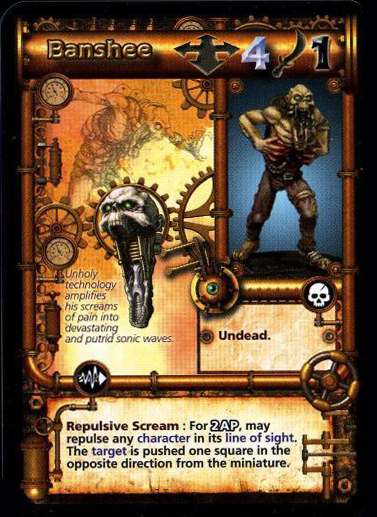 Banshee 4 1
Unholy
technology
amplifies
his screams
of pain into
devastating
and putrid sonic waves.
Undead.
Repulsive Scream : For 2AP, may
repulse any character in its line of sight.
The target is pushed one square in the
opposite direction from the miniature.